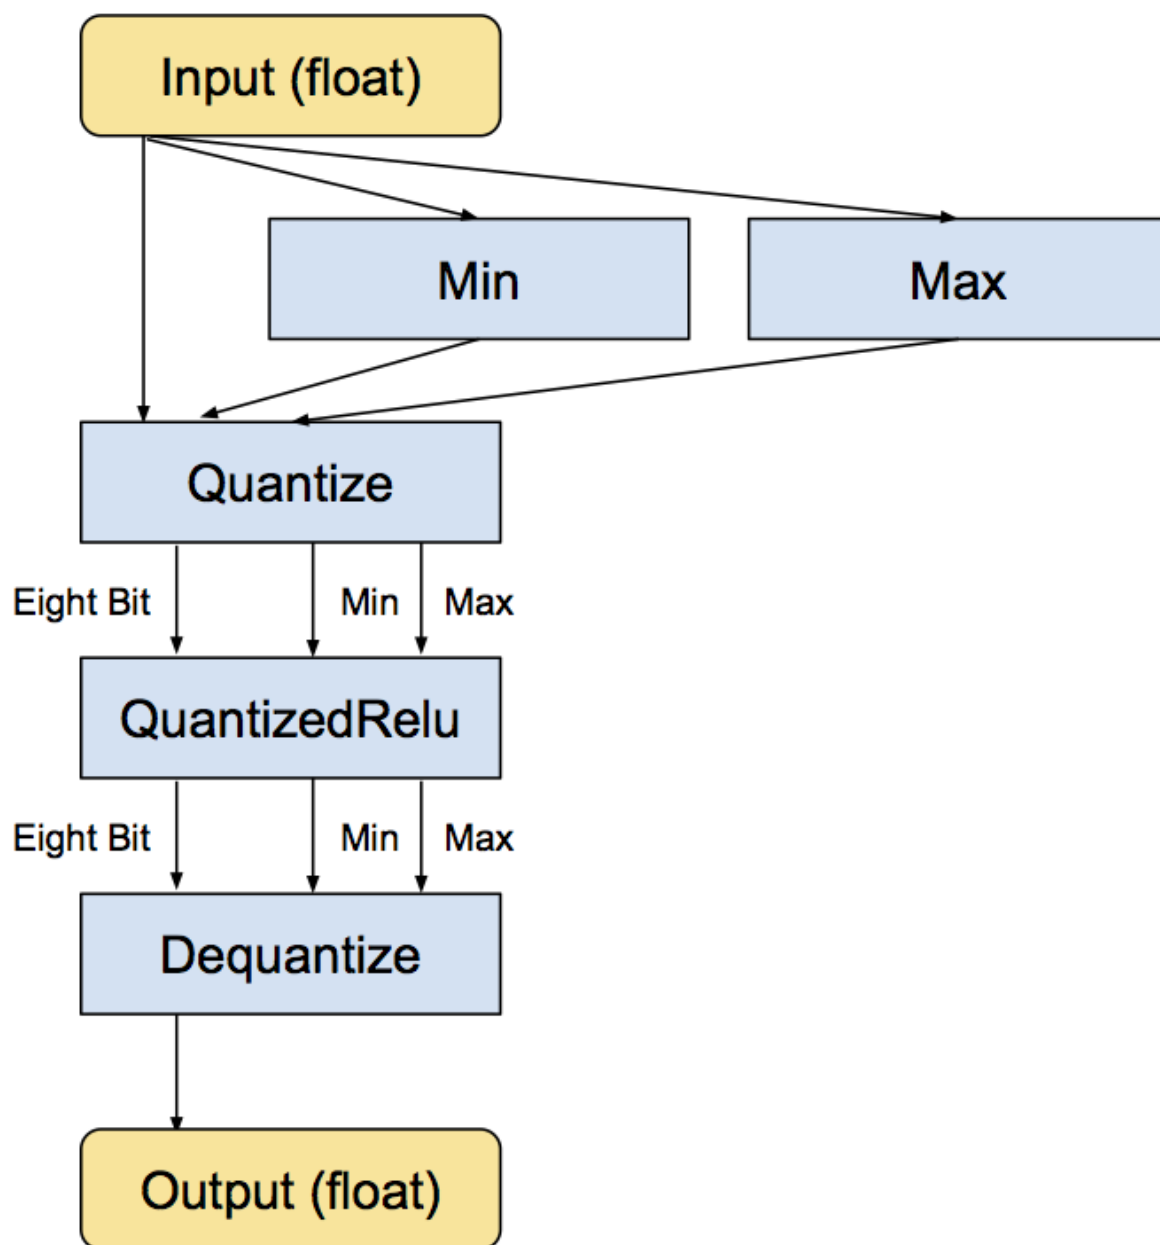 Input (float)
Min
Max
Quantize
Eight Bit
Min
Max
QuantizedRelu
Eight Bit
Min
Max
Dequantize
Output (float)